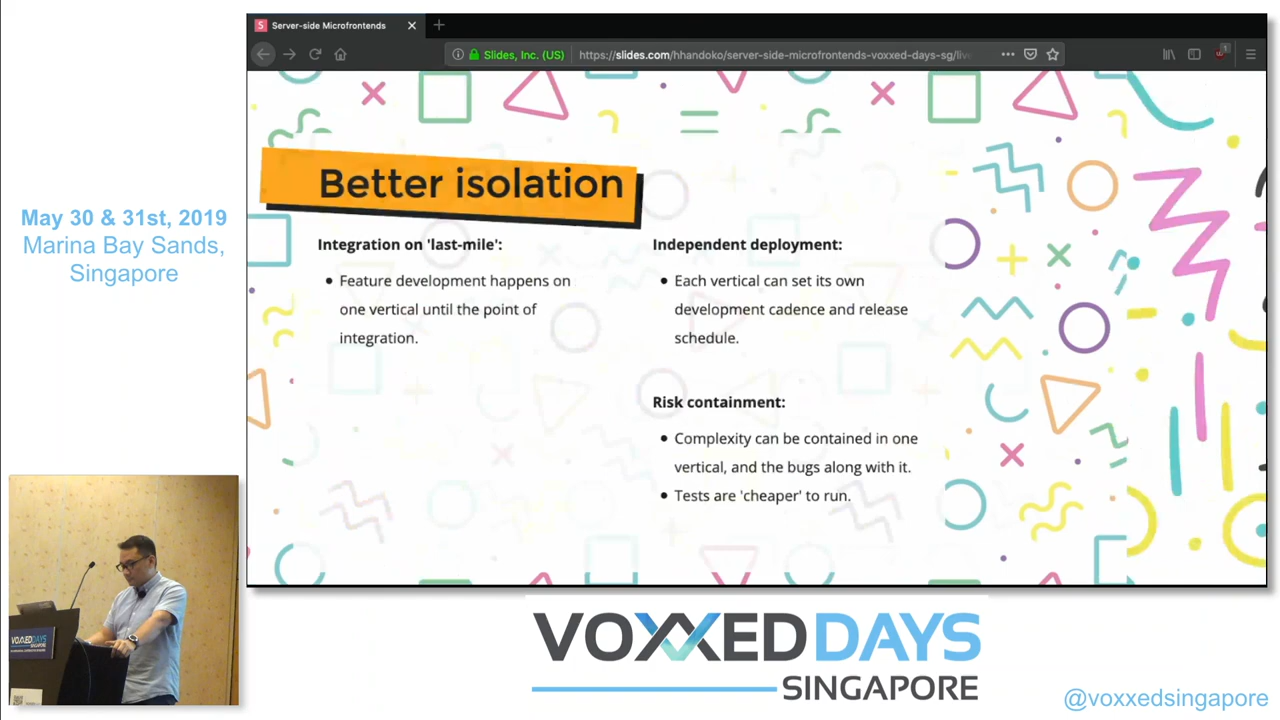 Server-side Microfrontends
Slides, Inc. (US)
https://slides.com/hhandoko/server-side-microfrontends-voxxed-days-sg/live
1
May 30 & 31st, 2019
Marina Bay Sands,
Singapore
Better isolation
Integration on 'last-mile':
• Feature development happens on
one vertical until the point of
integration.
Independent deployment:
• Each vertical can set its own
development cadence and release
schedule.
Risk containment:
• Complexity can be contained in one
vertical, and the bugs along with it.
• Tests are 'cheaper' to run.
VOXXED DAYS
SINGAPORE
VOXXED DAYS
SINGAPORE
@voxxedsingapore